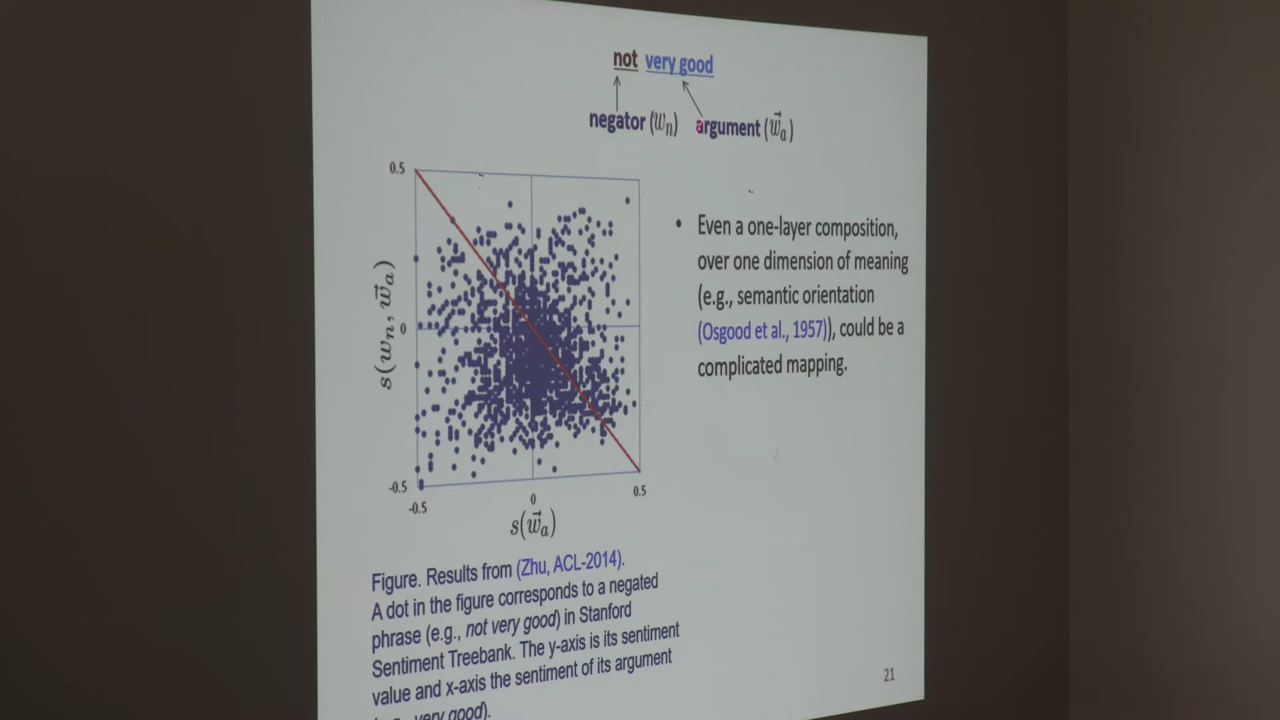 not very good
negator (wn) argument (w⃗a)
0.5
s(wn, w⃗a)
0
-0.5
-0.5
0
0.5
s(w⃗a)
• Even a one-layer composition,
over one dimension of meaning
(e.g., semantic orientation
(Osgood et al., 1957)), could be a
complicated mapping.
Figure. Results from (Zhu, ACL-2014).
A dot in the figure corresponds to a negated
phrase (e.g., not very good) in Stanford
Sentiment Treebank. The y-axis is its sentiment
value and x-axis the sentiment of its argument
very good).
21